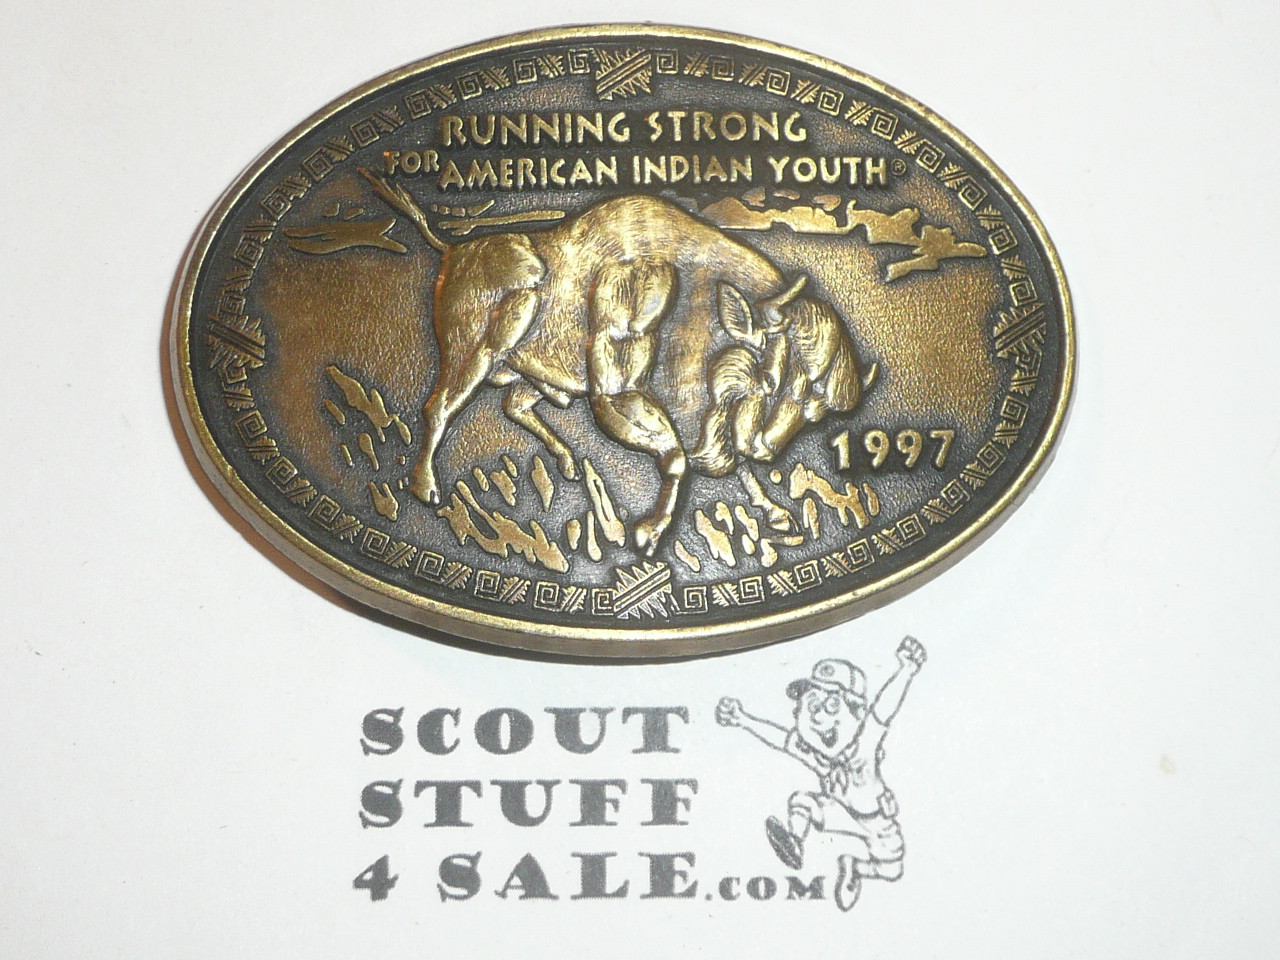 RUNNING STRONG
FOR AMERICAN INDIAN YOUTH®
1997
SCOUT
STUFF
4 SALE.COM